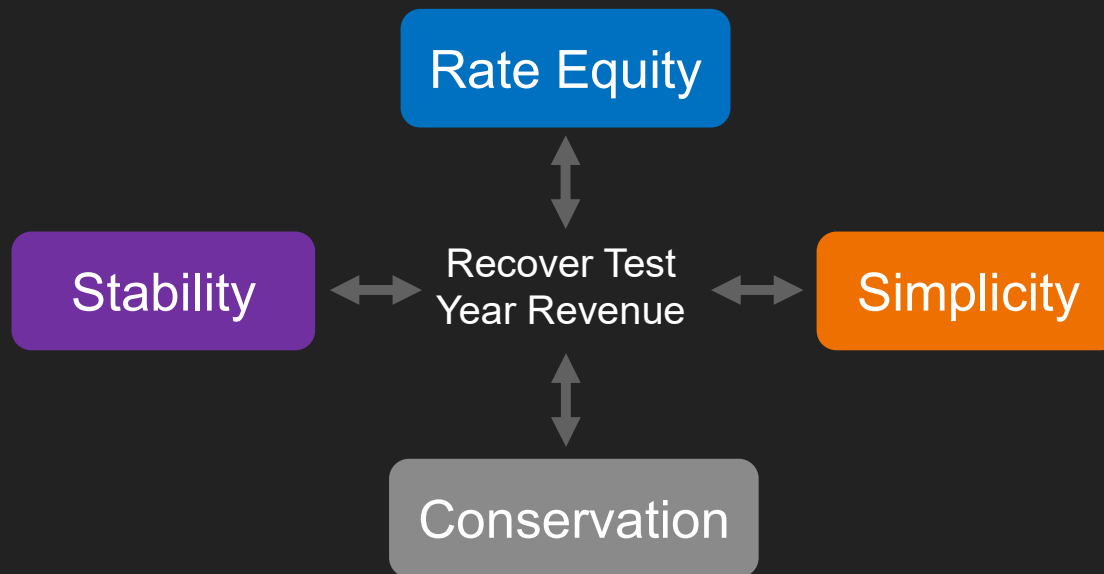 Rate Equity
Stability
Recover Test
Year Revenue
Simplicity
Conservation